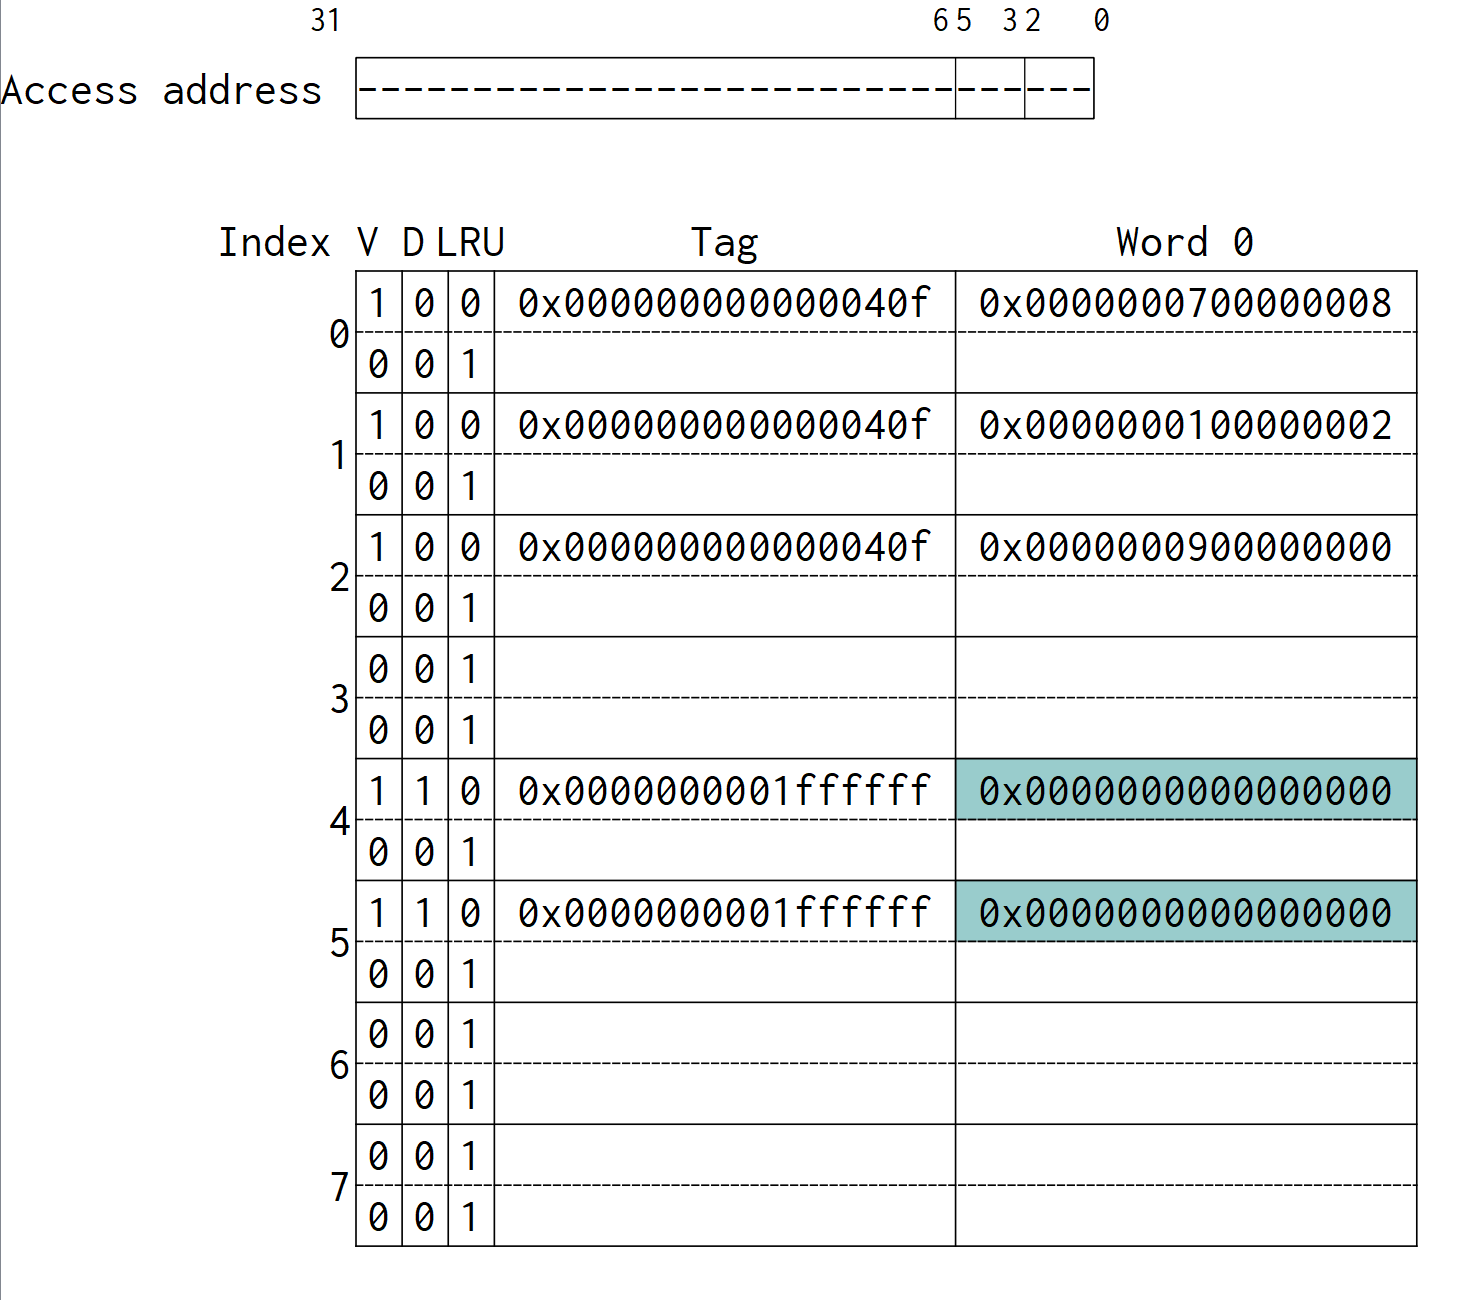 31 6 5 3 2 0
Access address --------------------------------
Index V D LRU Tag Word 0
0 1 0 0 0x000000000000040f 0x0000000700000008
0 0 1
1 1 0 0 0x000000000000040f 0x0000000100000002
0 0 1
2 1 0 0 0x000000000000040f 0x0000000900000000
0 0 1
3 0 0 1
0 0 1
4 1 1 0 0x0000000001ffffff 0x0000000000000000
0 0 1
5 1 1 0 0x0000000001ffffff 0x0000000000000000
0 0 1
6 0 0 1
0 0 1
7 0 0 1
0 0 1